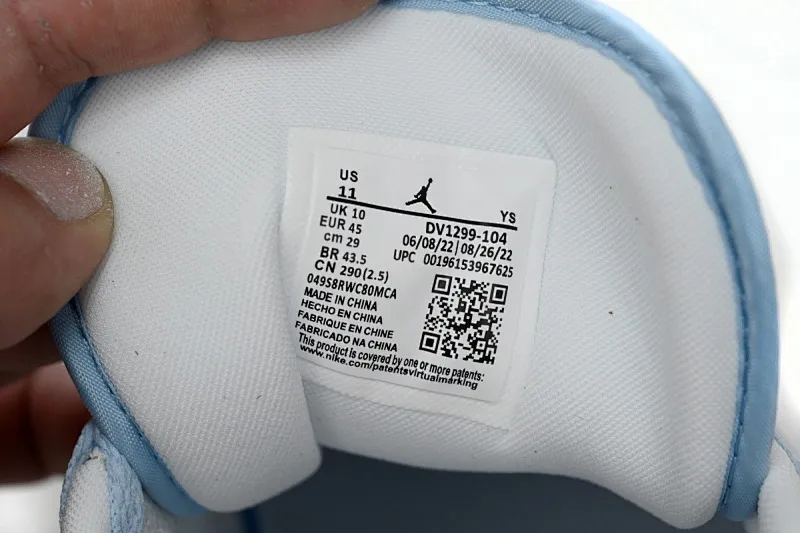 US
11
YS
UK 10
EUR 45
cm 29
BR 43.5
CN 290(2.5)
DV1299-104
06/08/22|08/26/22
UPC 00196153967625
049S8RWC80MCA
MADE IN CHINA
HECHO EN CHINA
FABRIQUE EN CHINE
FABRICADO NA CHINA
This product is covered by one or more patents:
www.nike.com/patentsvirtualmarking